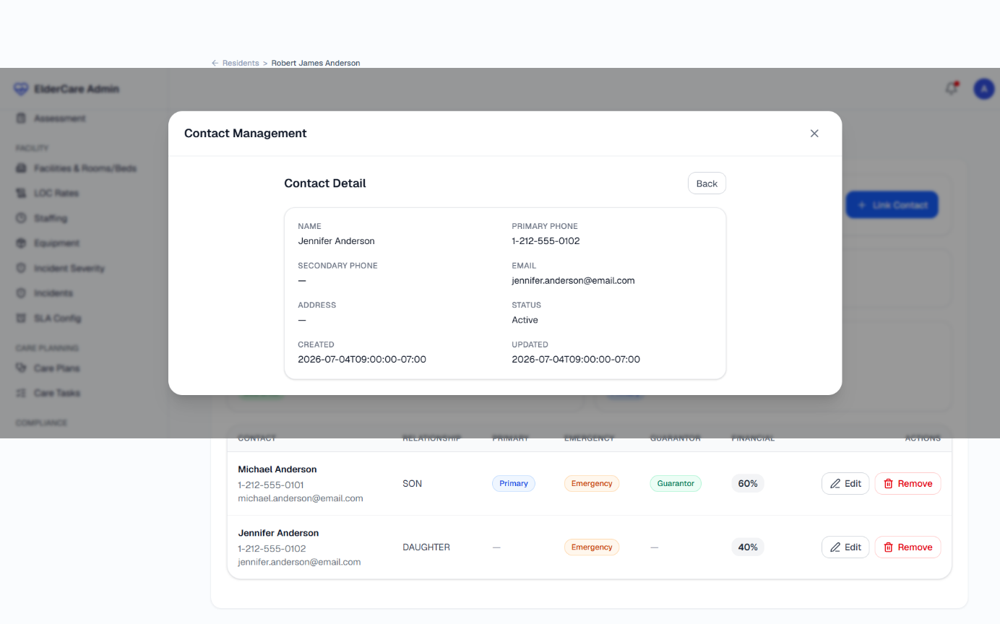 ← Residents > Robert James Anderson
ElderCare Admin
A
Assessment
FACILITY
Facilities & Rooms/Beds
LOC Rates
Staffing
Equipment
Incident Severity
Incidents
SLA Config
CARE PLANNING
Care Plans
Care Tasks
COMPLIANCE
+ Link Contact
Contact Management
Contact Detail
Back
NAME
Jennifer Anderson
PRIMARY PHONE
1-212-555-0102
SECONDARY PHONE
—
EMAIL
jennifer.anderson@email.com
ADDRESS
—
STATUS
Active
CREATED
2026-07-04T09:00:00-07:00
UPDATED
2026-07-04T09:00:00-07:00
CONTACT RELATIONSHIP PRIMARY EMERGENCY GUARANTOR FINANCIAL ACTIONS
Michael Anderson
1-212-555-0101
michael.anderson@email.com
SON Primary Emergency Guarantor 60% Edit Remove
Jennifer Anderson
1-212-555-0102
jennifer.anderson@email.com
DAUGHTER — Emergency — 40% Edit Remove